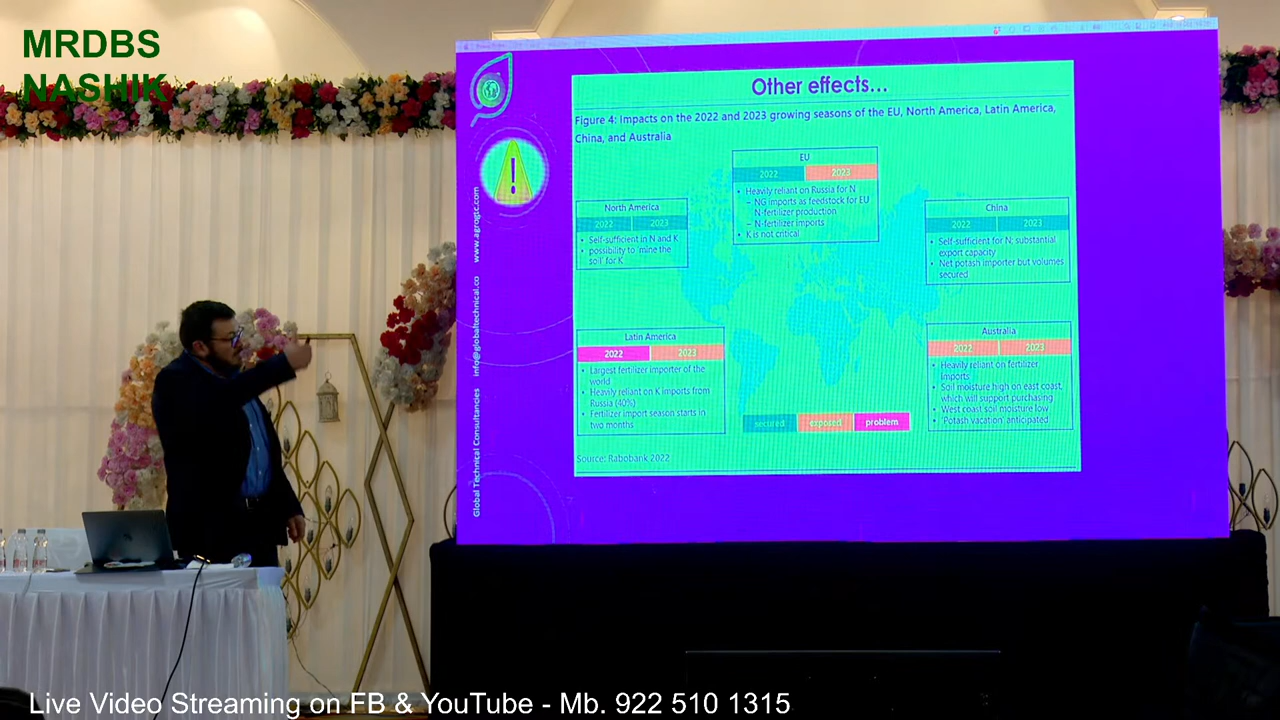 MRDBS
NASHIK
Other effects...
Figure 4: Impacts on the 2022 and 2023 growing seasons of the EU, North America, Latin America,
China, and Australia
EU
2022 2023
• Heavily reliant on Russia for N
– NG imports as feedstock for EU
N-fertilizer production
– N-fertilizer imports
• K is not critical
North America
2022 2023
• Self-sufficient in N and K
• possibility to 'mine the
soil' for K
China
2022 2023
• Self-sufficient for N; substantial
export capacity
• Net potash importer but volumes
secured
Latin America
2022 2023
• Largest fertilizer importer of the
world
• Heavily reliant on K imports from
Russia (40%)
• Fertilizer import season starts in
two months
Australia
2022 2023
• Heavily reliant on fertilizer
imports
• Soil moisture high on east coast,
which will support purchasing
• West coast soil moisture low
• 'Potash vacation' anticipated
secured exposed problem
Source: Rabobank 2022
Global Technical Consultancies info@globaltechnical.co www.agrogtc.com
Live Video Streaming on FB & YouTube - Mb. 922 510 1315